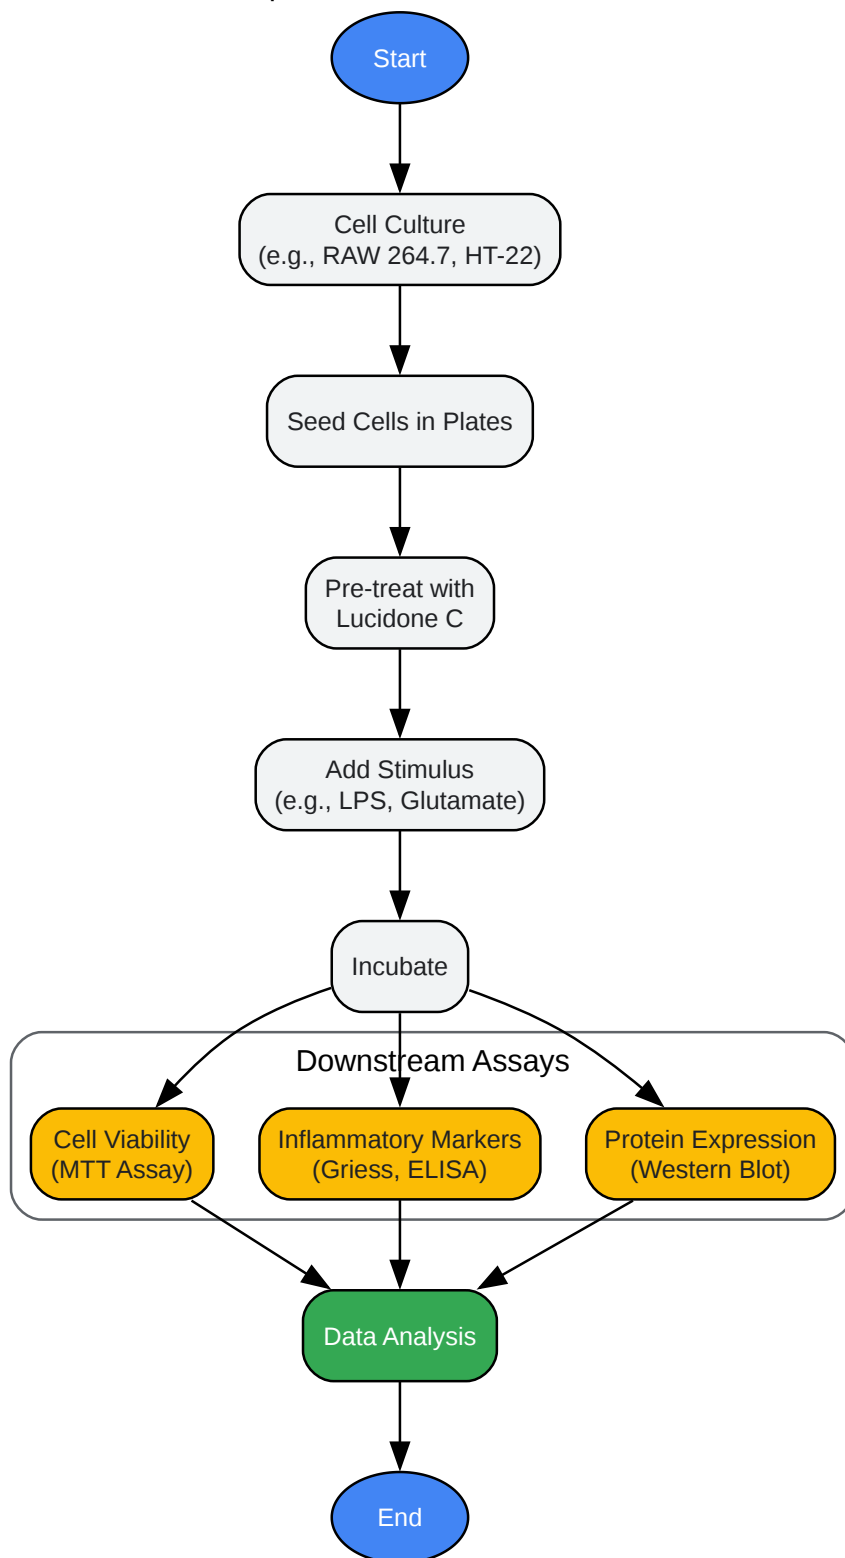 Start
Cell Culture
(e.g., RAW 264.7, HT-22)
Seed Cells in Plates
Pre-treat with
Lucidone C
Add Stimulus
(e.g., LPS, Glutamate)
Incubate
Downstream Assays
Cell Viability
(MTT Assay)
Inflammatory Markers
(Griess, ELISA)
Protein Expression
(Western Blot)
Data Analysis
End